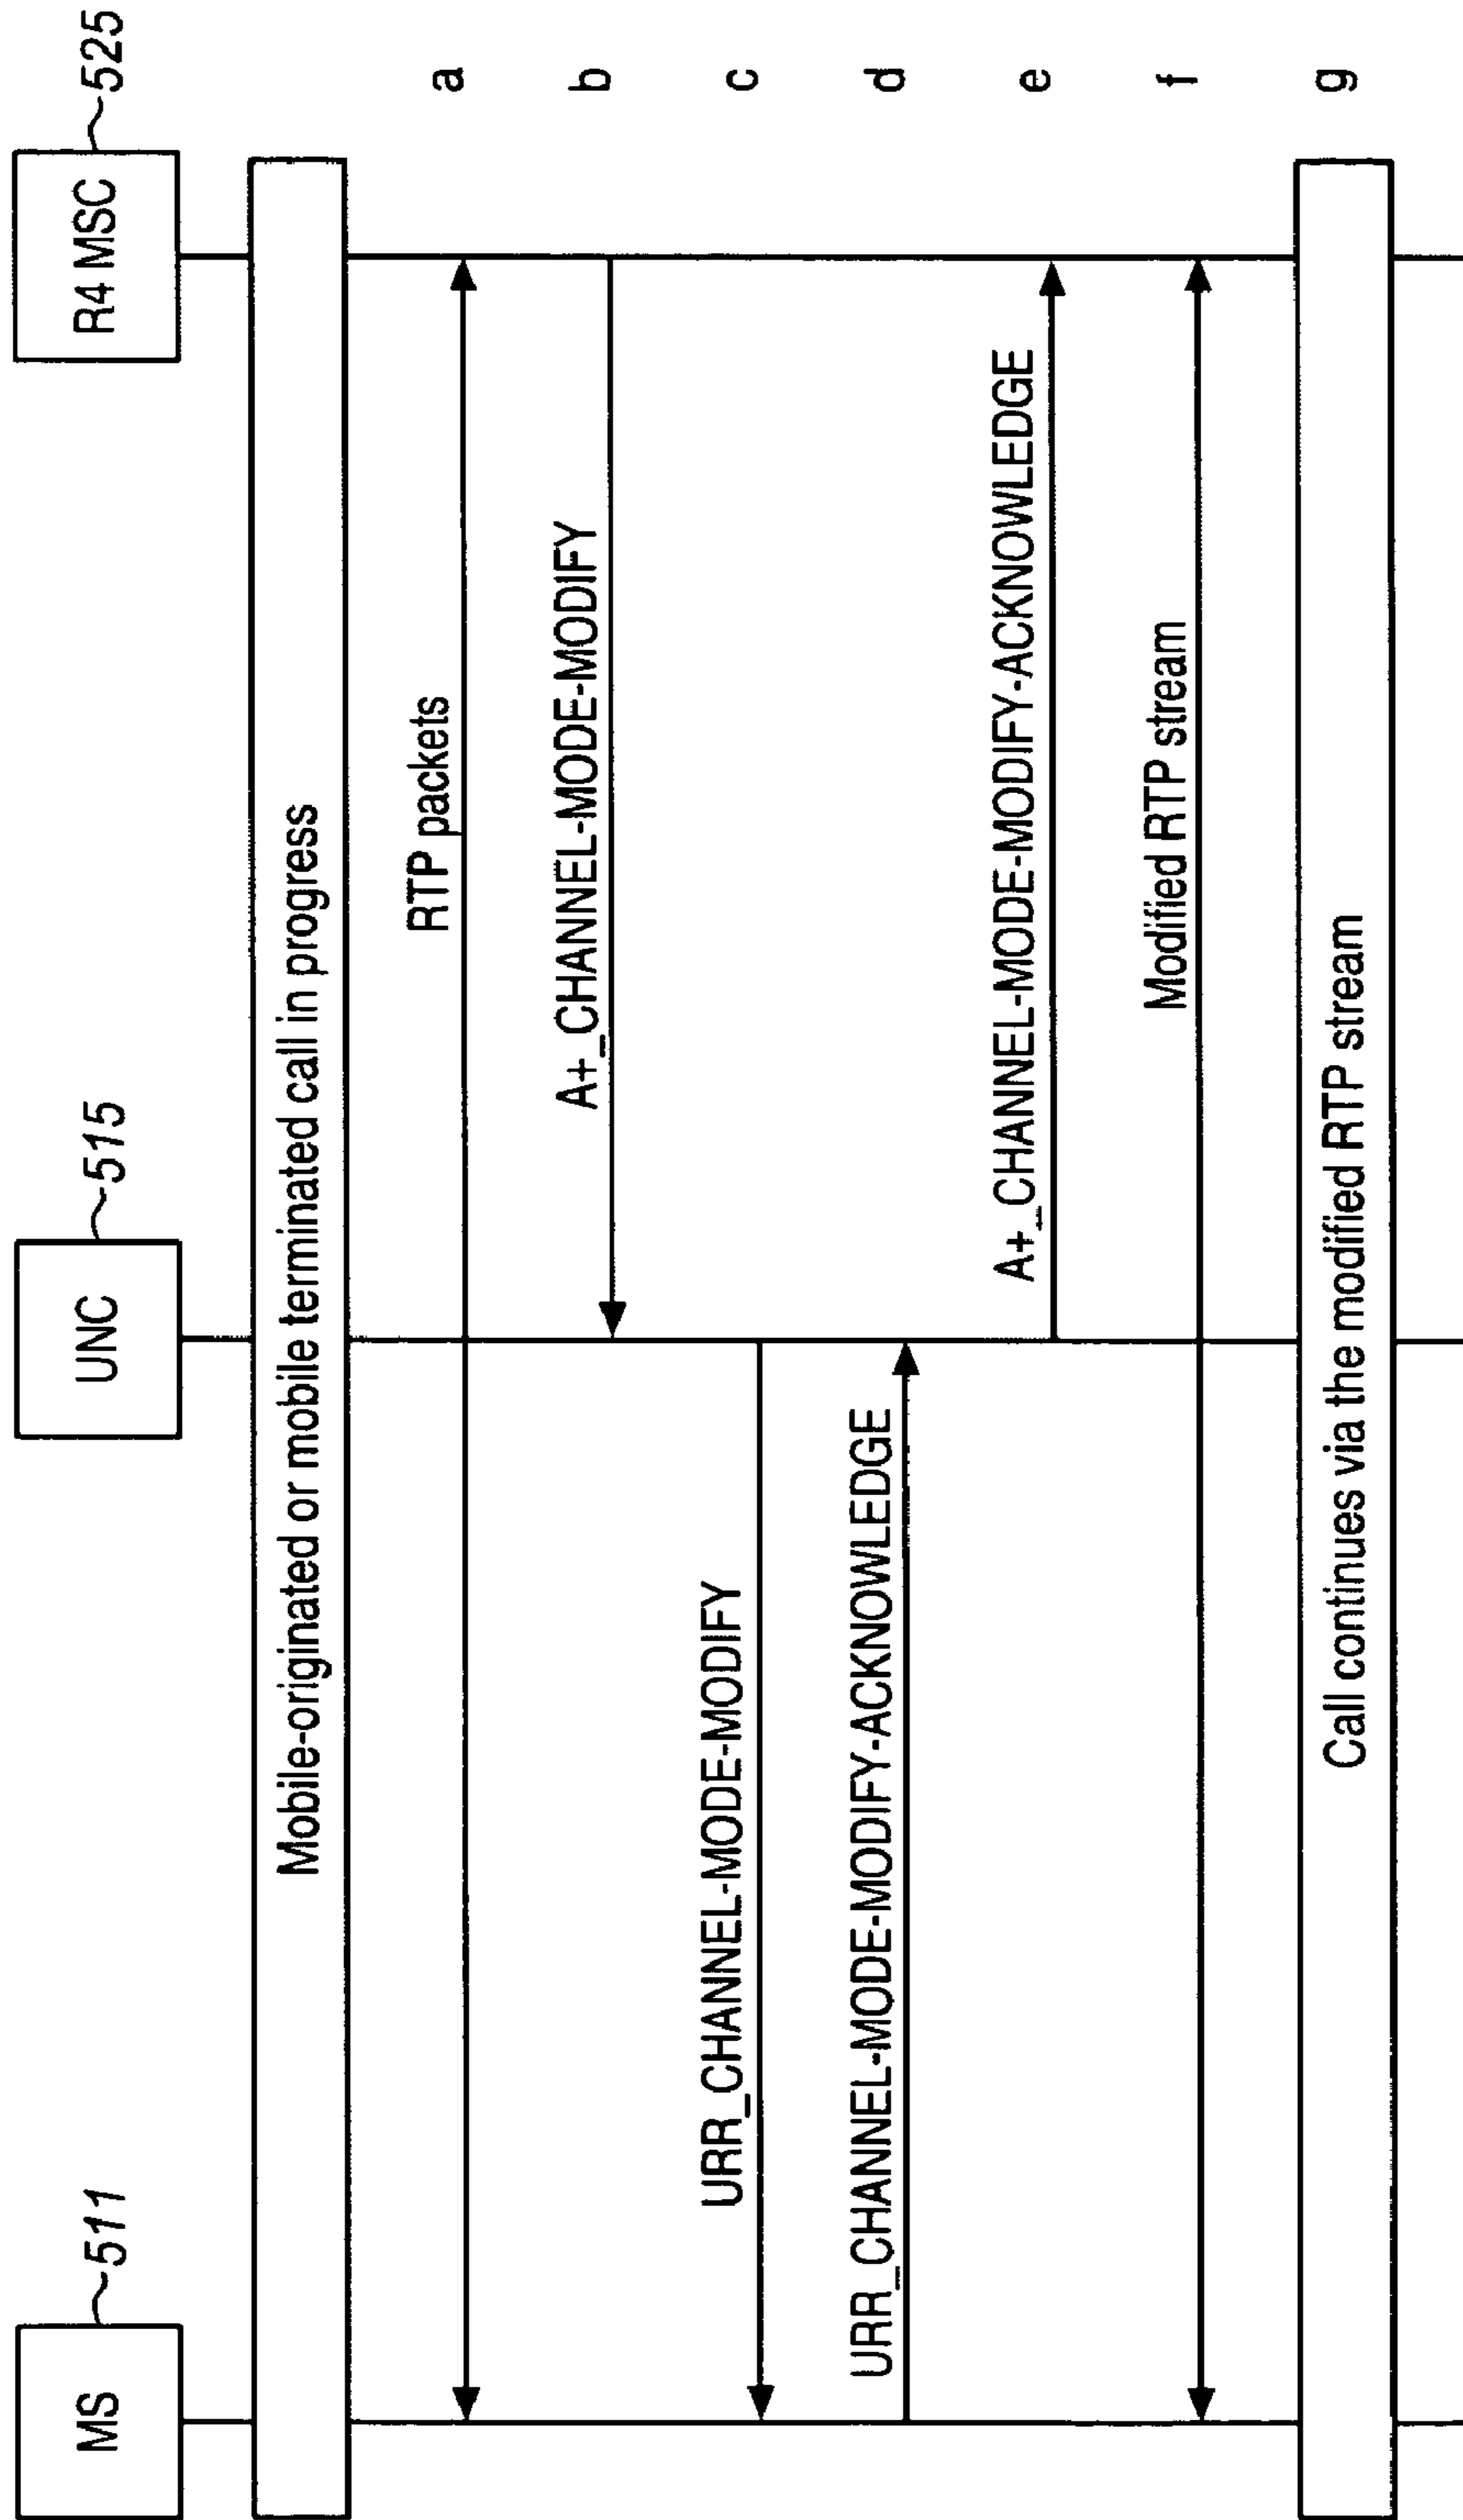 MS
511
UNC
515
R4 MSC
525
Mobile-originated or mobile terminated call in progress
RTP packets
a
A+_CHANNEL-MODE-MODIFY
b
URR_CHANNEL-MODE-MODIFY
c
URR_CHANNEL-MODE-MODIFY-ACKNOWLEDGE
d
A+_CHANNEL-MODE-MODIFY-ACKNOWLEDGE
e
Modified RTP stream
f
Call continues via the modified RTP stream
g